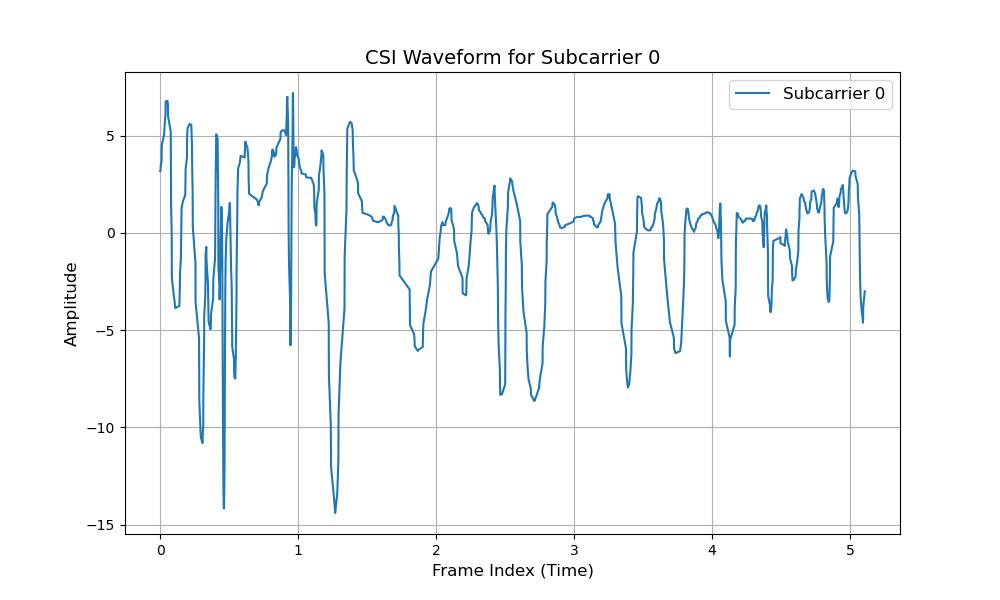 CSI Waveform for Subcarrier 0
Subcarrier 0
Amplitude
5
0
−5
−10
−15
0 1 2 3 4 5
Frame Index (Time)